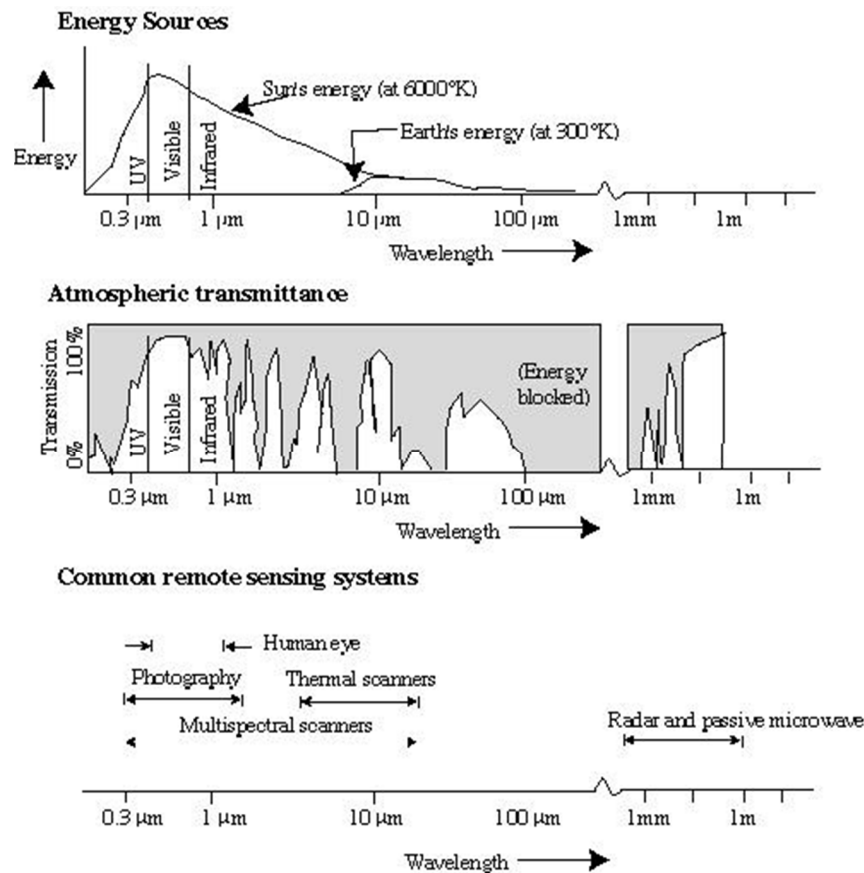 Energy Sources
Sun's energy (at 6000°K)
Earth's energy (at 300°K)
Energy
UV
Visible
Infrared
0.3 µm 1 µm 10 µm 100 µm 1mm 1m
Wavelength
Atmospheric transmittance
Transmission
0% 100%
UV
Visible
Infrared
(Energy
blocked)
0.3 µm 1 µm 10 µm 100 µm 1mm 1m
Wavelength
Common remote sensing systems
Human eye
Photography Thermal scanners
Multispectral scanners Radar and passive microwave
0.3 µm 1 µm 10 µm 100 µm 1mm 1m
Wavelength